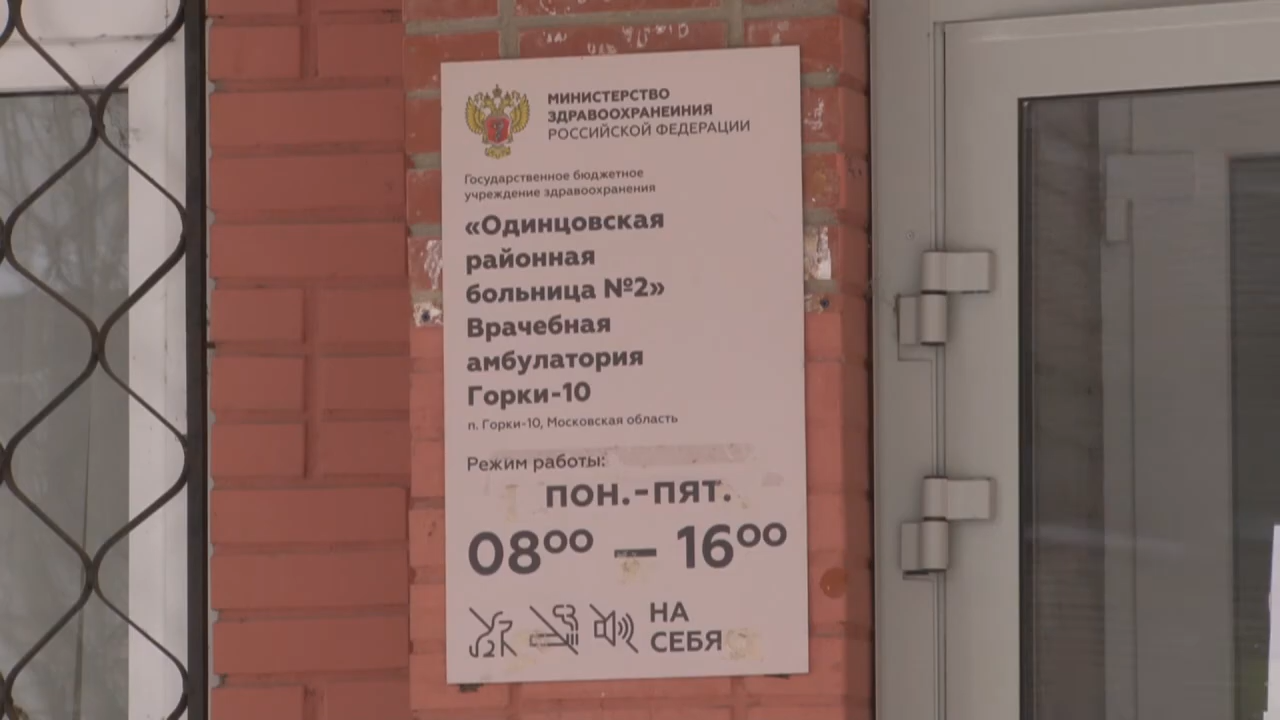 МИНИСТЕРСТВО
ЗДРАВООХРАНЕИНИЯ
РОССИЙСКОЙ ФЕДЕРАЦИИ
Государственное бюджетное
учреждение здравоохранения
«Одинцовская
районная
больница №2»
Врачебная
амбулатория
Горки-10
п. Горки-10, Московская область
Режим работы:
ПОН.-ПЯТ.
08⁰⁰ — 16⁰⁰
НА
СЕБЯ